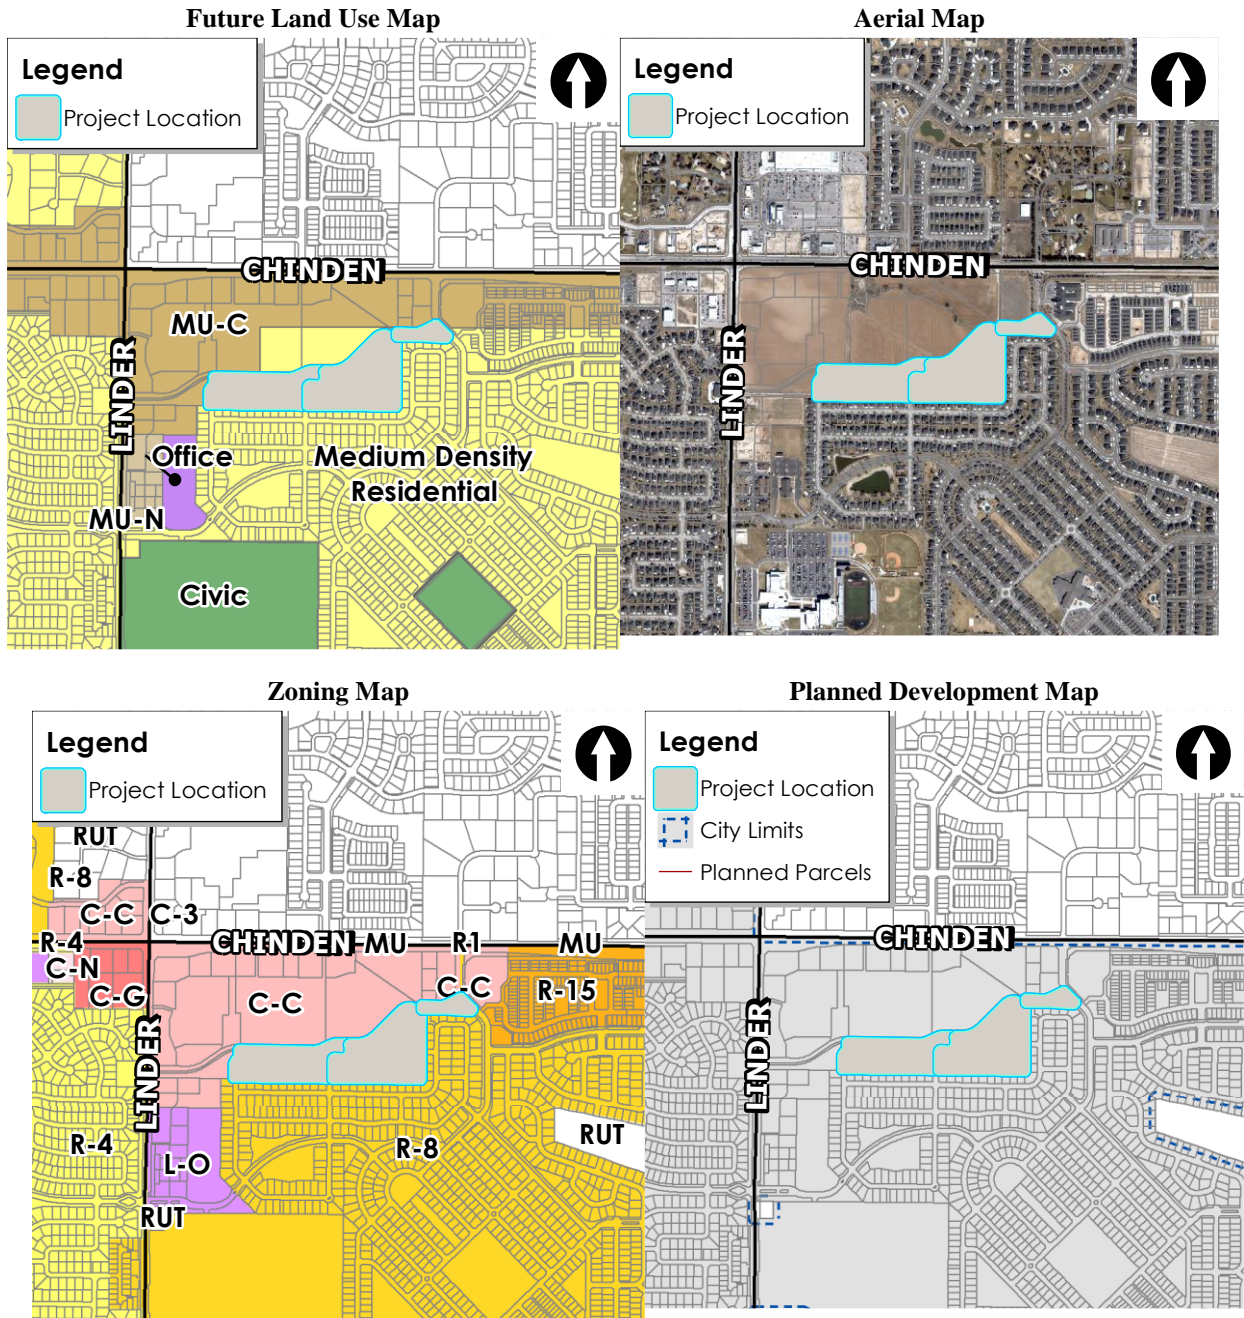 Future Land Use Map
Legend
Project Location
CHINDEN
MU-C
LINDER
Office
Medium Density
Residential
MU-N
Civic
Aerial Map
Legend
Project Location
CHINDEN
LINDER
Zoning Map
Legend
Project Location
RUT
R-8
C-C
C-3
R-4
CHINDEN
MU
R1
MU
C-N
C-G
C-C
C-C
R-15
LINDER
R-4
L-O
R-8
RUT
RUT
Planned Development Map
Legend
Project Location
City Limits
Planned Parcels
CHINDEN
LINDER